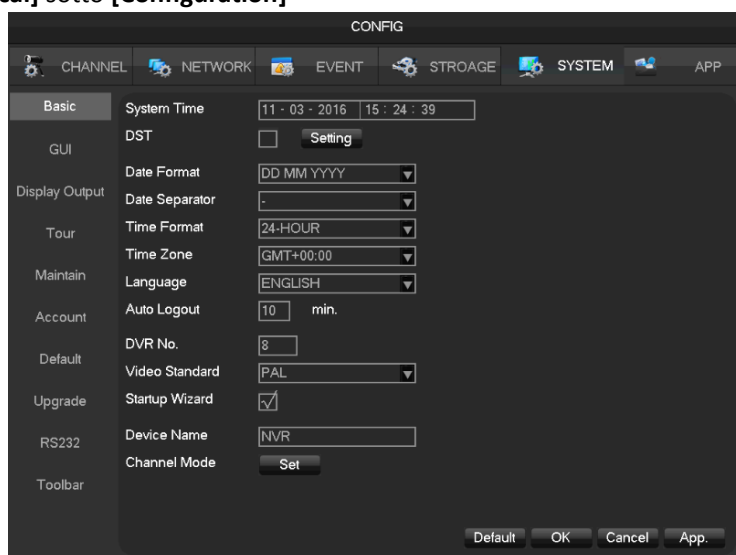 cal] sotto [Configuration]
CONFIG
CHANNEL NETWORK EVENT STROAGE SYSTEM APP
Basic
GUI
Display Output
Tour
Maintain
Account
Default
Upgrade
RS232
Toolbar
System Time 11 - 03 - 2016 15 : 24 : 39
DST Setting
Date Format DD MM YYYY
Date Separator -
Time Format 24-HOUR
Time Zone GMT+00:00
Language ENGLISH
Auto Logout 10 min.
DVR No. 8
Video Standard PAL
Startup Wizard
Device Name NVR
Channel Mode Set
Default OK Cancel App.